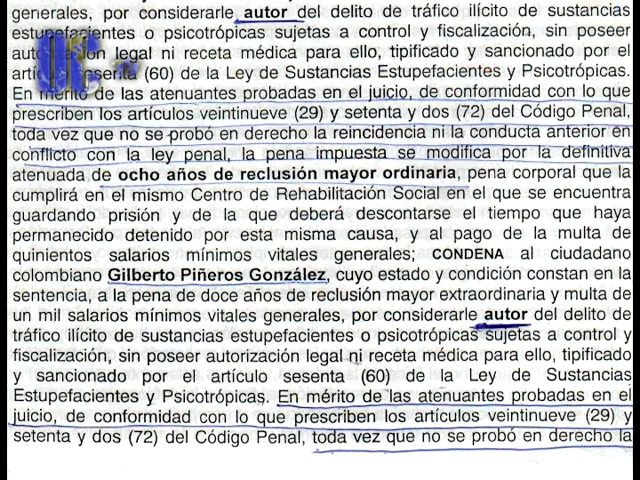 generales, por considerarle autor del delito de tráfico ilícito de sustancias
estupefacientes o psicotrópicas sujetas a control y fiscalización, sin poseer
legal ni receta médica para ello, tipificado y sancionado por el
sesenta (60) de la Ley de Sustancias Estupefacientes y Psicotrópicas.
En mérito de las atenuantes probadas en el juicio, de conformidad con lo que
prescriben los artículos veintinueve (29) y setenta y dos (72) del Código Penal,
toda vez que no se probó en derecho la reincidencia ni la conducta anterior en
conflicto con la ley penal, la pena impuesta se modifica por la definitiva
atenuada de ocho años de reclusión mayor ordinaria, pena corporal que la
cumplirá en el mismo Centro de Rehabilitación Social en el que se encuentra
guardando prisión y de la que deberá descontarse el tiempo que haya
permanecido detenido por esta misma causa, y al pago de la multa de
quinientos salarios mínimos vitales generales; CONDENA al ciudadano
colombiano Gilberto Piñeros González, cuyo estado y condición constan en la
sentencia, a la pena de doce años de reclusión mayor extraordinaria y multa de
un mil salarios mínimos vitales generales, por considerarle autor del delito de
tráfico ilícito de sustancias estupefacientes o psicotrópicas sujetas a control y
fiscalización, sin poseer autorización legal ni receta médica para ello, tipificado
y sancionado por el artículo sesenta (60) de la Ley de Sustancias
Estupefacientes y Psicotrópicas. En mérito de las atenuantes probadas en el
juicio, de conformidad con lo que prescriben los artículos veintinueve (29) y
setenta y dos (72) del Código Penal, toda vez que no se probó en derecho la